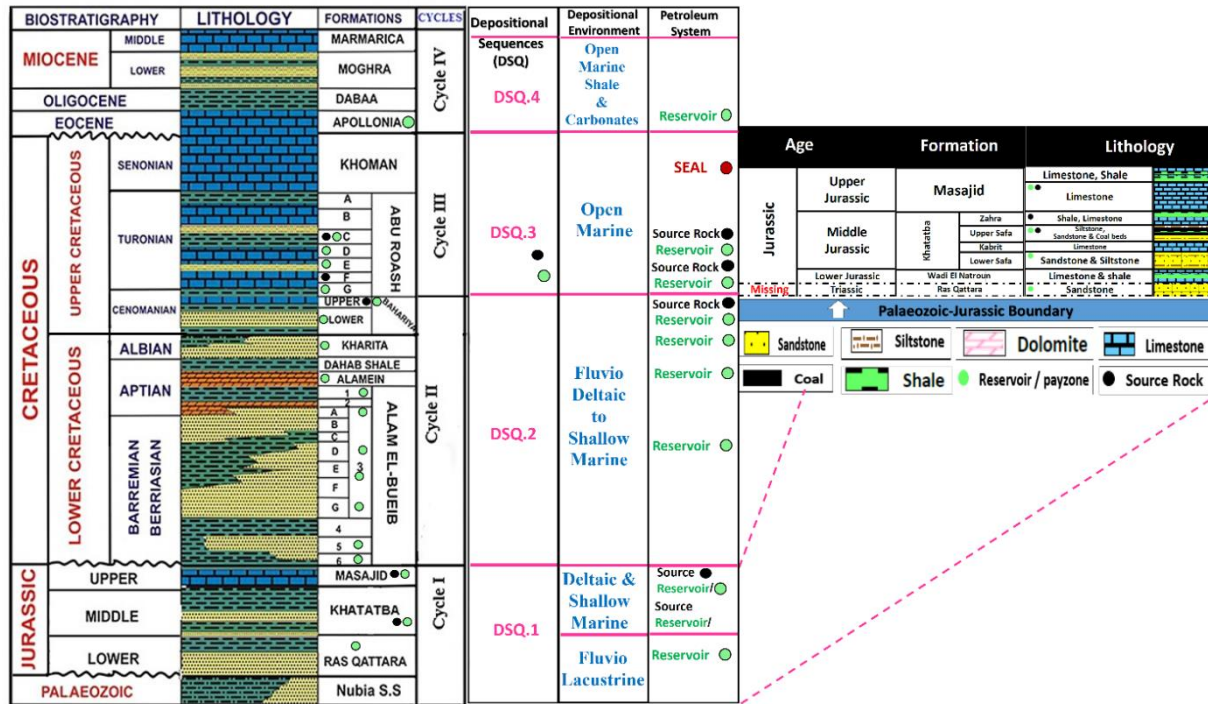 BIOSTRATIGRAPHY LITHOLOGY FORMATIONS CYCLES
MIOCENE
MIDDLE
LOWER
MARMARICA
MOGHRA
OLIGOCENE
DABAA
EOCENE
APOLLONIA
Cycle IV
CRETACEOUS
UPPER CRETACEOUS
SENONIAN
KHOMAN
TURONIAN
A
B
C
D
E
F
G
ABU ROASH
Cycle III
CENOMANIAN
UPPER
LOWER
BAHARIYA
LOWER CRETACEOUS
ALBIAN
KHARITA
DAHAB SHALE
APTIAN
ALAMEIN
1
2
A
B
C
D
E
F
G
3
4
5
6
ALAM EL-BUEIB
BARREMIAN
BERRIASIAN
Cycle II
JURASSIC
UPPER
MASAJID
MIDDLE
KHATATBA
LOWER
RAS QATTARA
Cycle I
PALAEOZOIC
Nubia S.S
Depositional
Sequences
(DSQ)
DSQ.4
DSQ.3
DSQ.2
DSQ.1
Depositional
Environment
Open
Marine
Shale
&
Carbonates
Open
Marine
Fluvio
Deltaic
to
Shallow
Marine
Deltaic &
Shallow
Marine
Fluvio
Lacustrine
Petroleum
System
Reservoir
SEAL
Source Rock
Reservoir
Source Rock
Reservoir
Source Rock
Reservoir
Reservoir
Reservoir
Reservoir
Source
Reservoir/
Source
Reservoir/
Reservoir
Age Formation Lithology
Jurassic
Upper
Jurassic
Masajid
Limestone, Shale
Limestone
Middle
Jurassic
Khatatba
Zahra
Shale, Limestone
Upper Safa
Siltstone,
Sandstone & Coal beds
Kabrit
Limestone
Lower Safa
Sandstone & Siltstone
Lower Jurassic
Wadi El Natroun
Limestone & shale
Missing
Triassic
Ras Qattara
Sandstone
Palaeozoic-Jurassic Boundary
Sandstone
Siltstone
Dolomite
Limestone
Coal
Shale
Reservoir / payzone
Source Rock